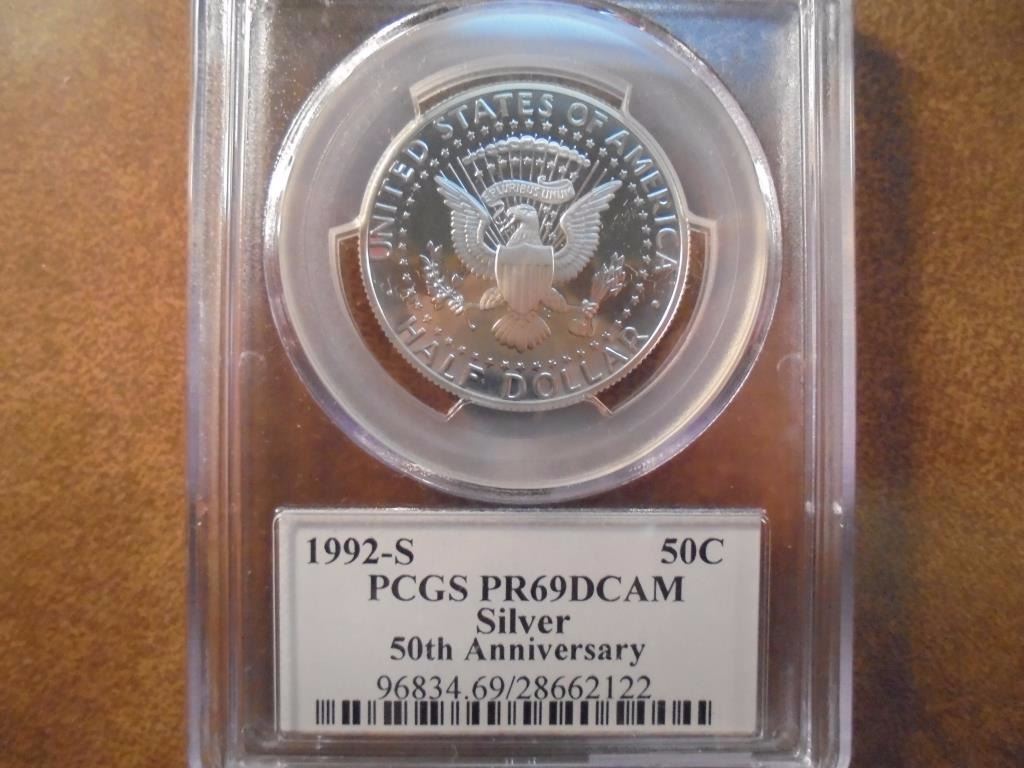 UNITED STATES OF AMERICA
PLURIBUS UNUM
HALF DOLLAR
1992-S 50C
PCGS PR69DCAM
Silver
50th Anniversary
96834.69/28662122